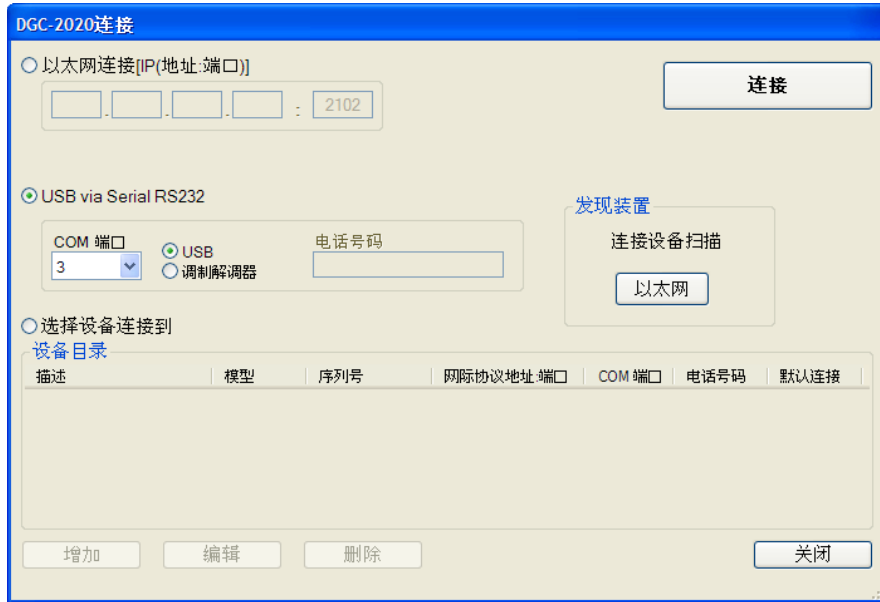 DGC-2020连接
以太网连接[IP(地址:端口)]
. . . : 2102
连接
USB via Serial RS232
COM 端口
3
USB
调制解调器
电话号码
发现装置
连接设备扫描
以太网
选择设备连接到
设备目录
描述 模型 序列号 网际协议地址:端口 COM 端口 电话号码 默认连接
增加 编辑 删除 关闭